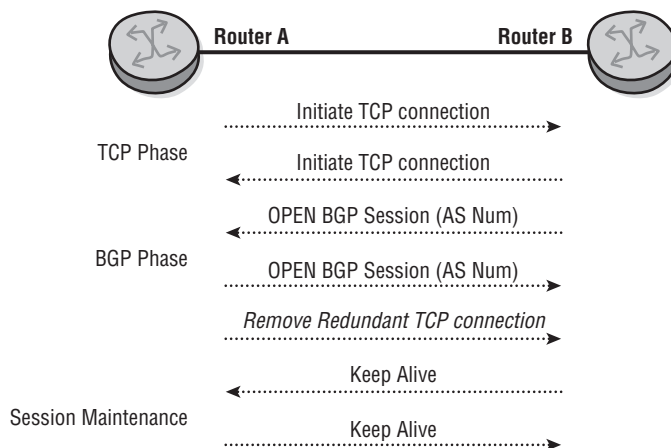 Router A
Router B
Initiate TCP connection
TCP Phase
Initiate TCP connection
OPEN BGP Session (AS Num)
BGP Phase
OPEN BGP Session (AS Num)
Remove Redundant TCP connection
Keep Alive
Session Maintenance
Keep Alive